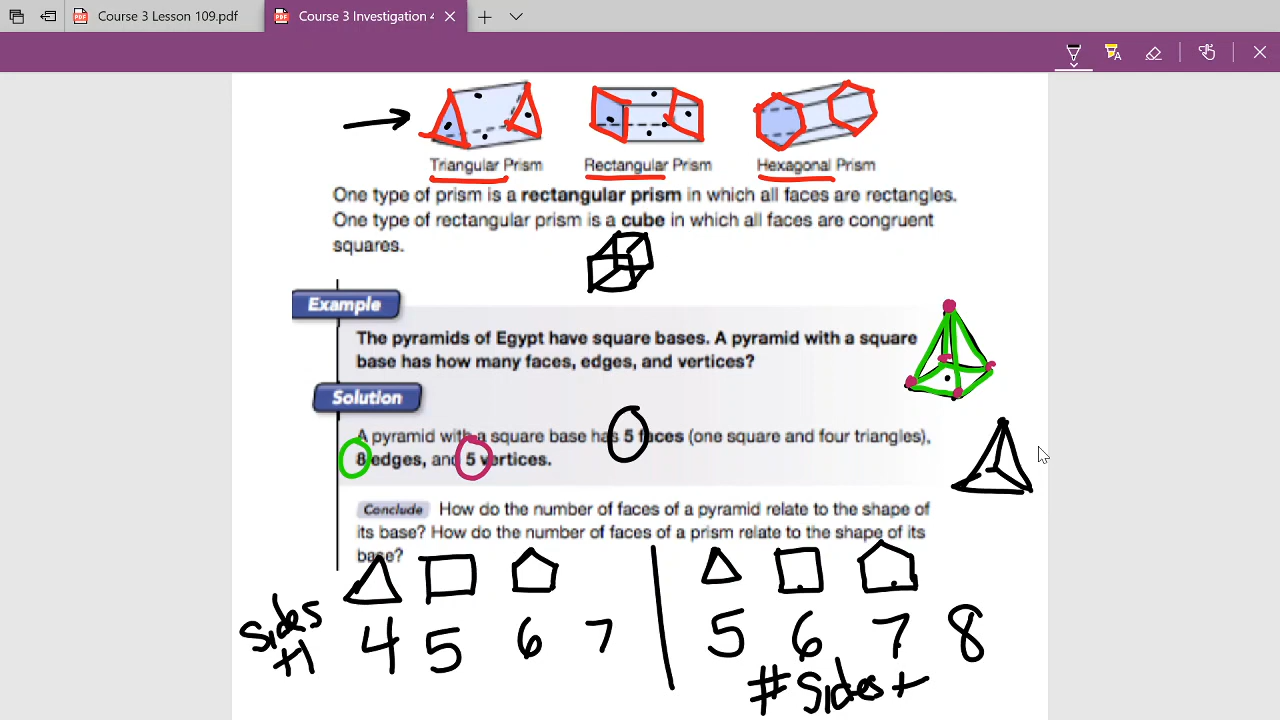 Course 3 Lesson 109.pdf
Course 3 Investigation 4
Triangular Prism
Rectangular Prism
Hexagonal Prism
One type of prism is a rectangular prism in which all faces are rectangles.
One type of rectangular prism is a cube in which all faces are congruent
squares.
Example
The pyramids of Egypt have square bases. A pyramid with a square
base has how many faces, edges, and vertices?
Solution
A pyramid with a square base has 5 faces (one square and four triangles),
8 edges, and 5 vertices.
Conclude How do the number of faces of a pyramid relate to the shape of
its base? How do the number of faces of a prism relate to the shape of its
base?
sides
+1
4 5 6 7
5 6 7 8
# sides +